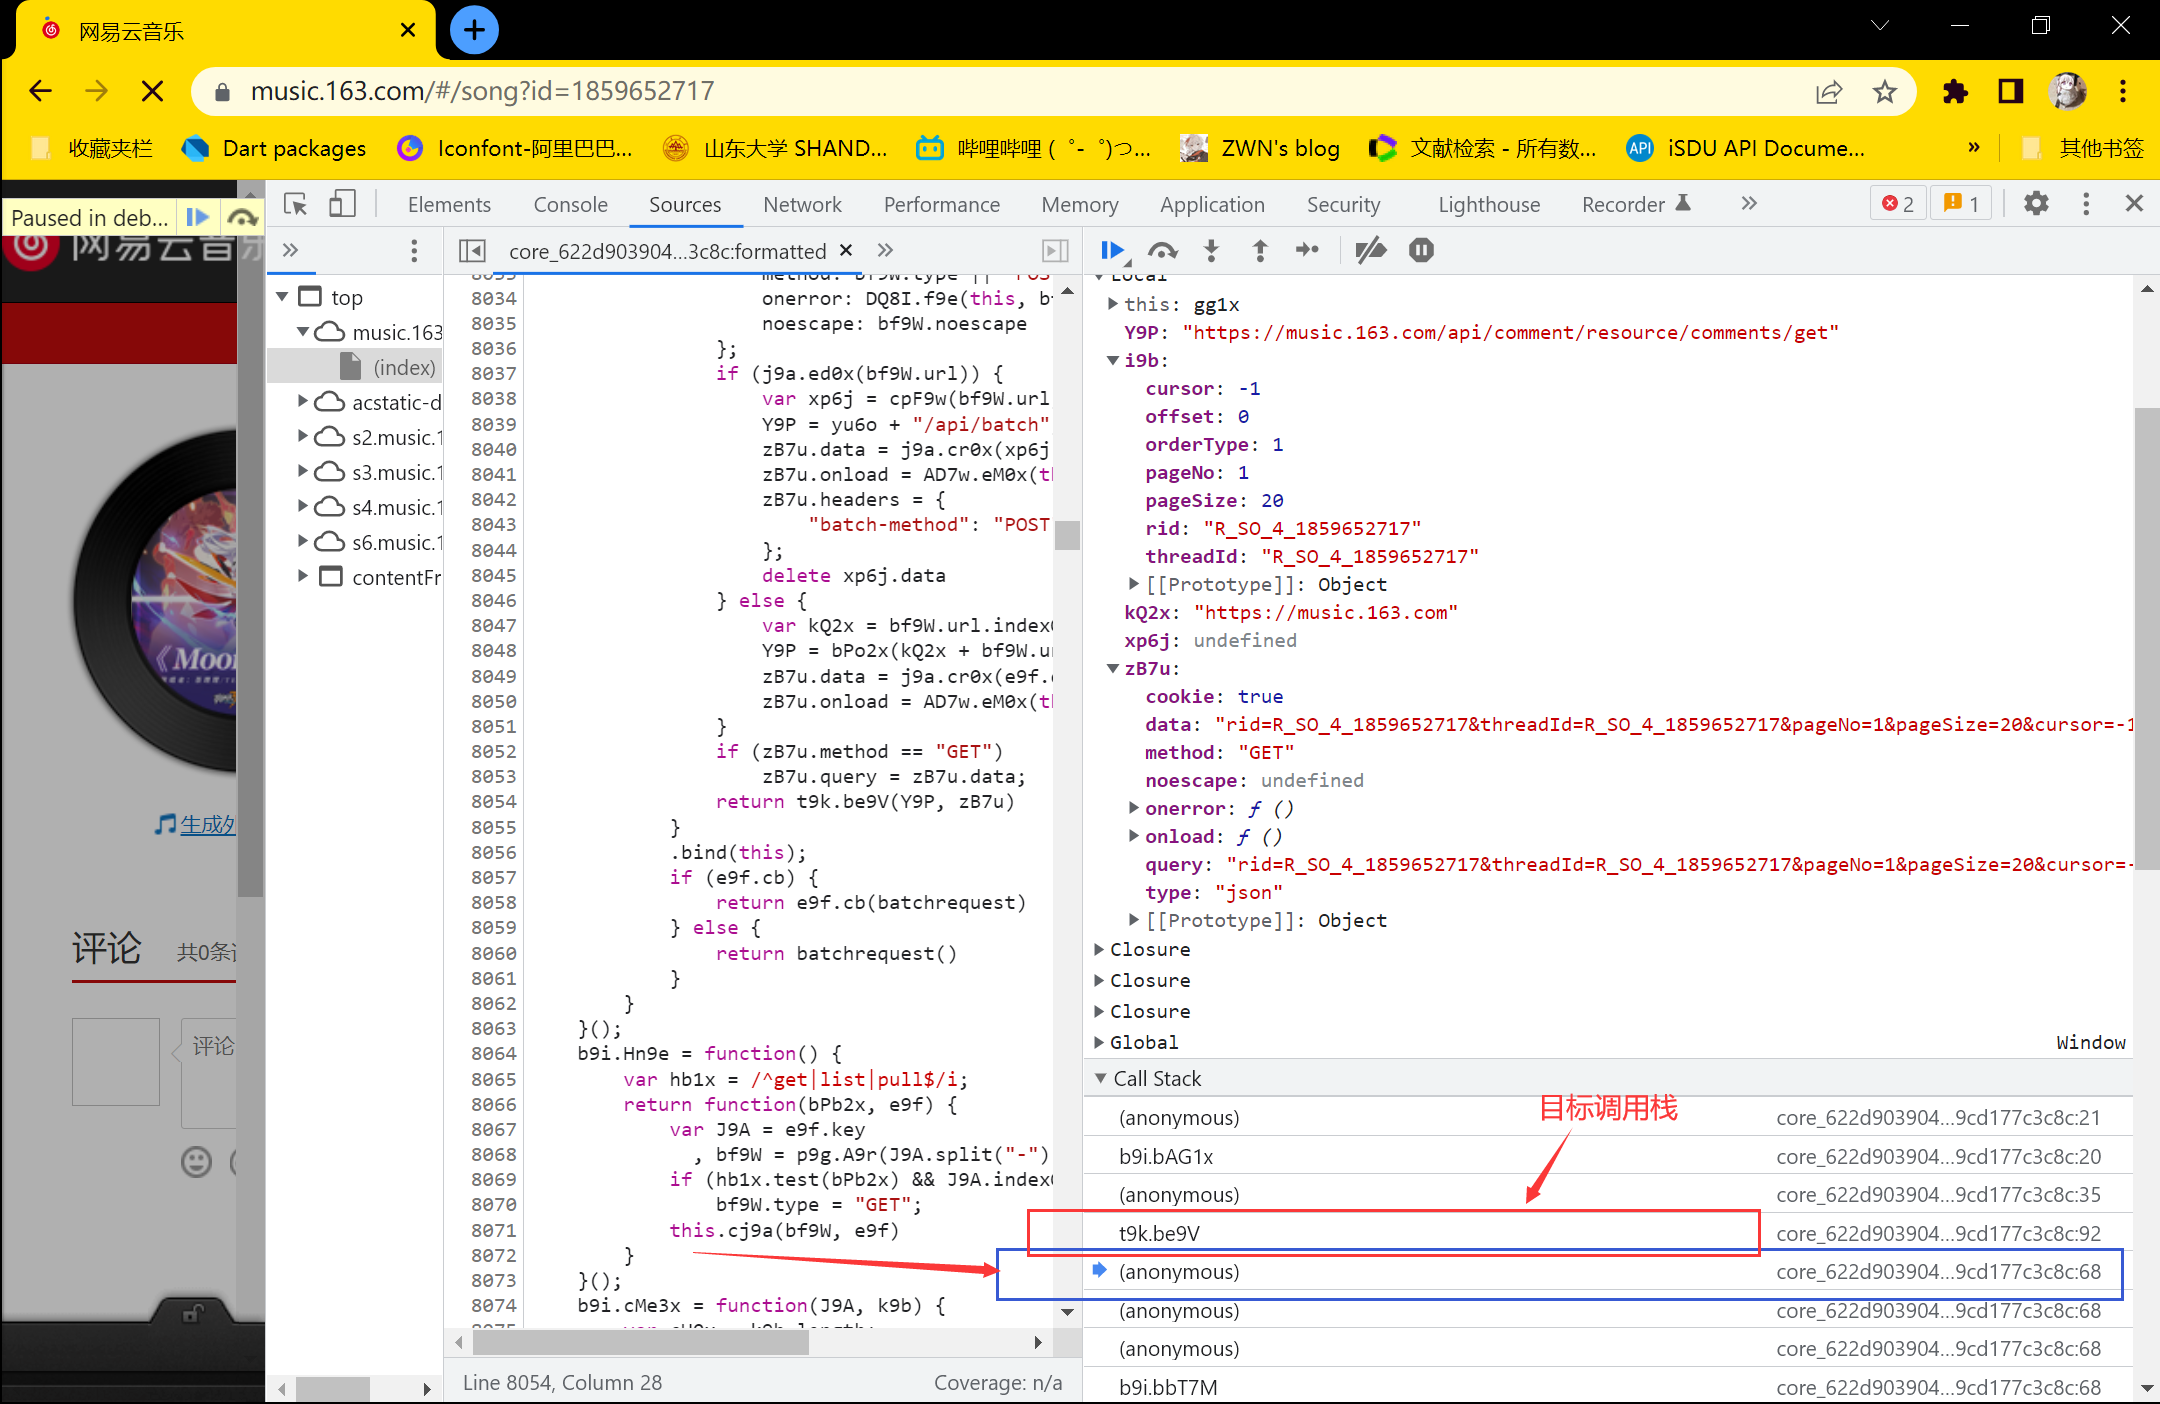 网易云音乐
music.163.com/#/song?id=1859652717
收藏夹栏 Dart packages Iconfont-阿里巴巴... 山东大学 SHAND... 哔哩哔哩 (゜-゜)つ... ZWN's blog 文献检索 - 所有数... API iSDU API Docume... » 其他书签
Paused in deb...
网易云音乐
《Moon
生成外
评论 共0条
评论
Elements Console Sources Network Performance Memory Application Security Lighthouse Recorder » 2 1
» core_622d903904...3c8c:formatted »
top
music.163
(index)
acstatic-d
s2.music.1
s3.music.1
s4.music.1
s6.music.1
contentFr
8033 method: bf9W.type || "POS
8034 onerror: DQ8I.f9e(this, b
8035 noescape: bf9W.noescape
8036 };
8037 if (j9a.ed0x(bf9W.url)) {
8038 var xp6j = cpF9w(bf9W.url
8039 Y9P = yu6o + "/api/batch"
8040 zB7u.data = j9a.cr0x(xp6j
8041 zB7u.onload = AD7w.eM0x(th
8042 zB7u.headers = {
8043 "batch-method": "POST
8044 };
8045 delete xp6j.data
8046 } else {
8047 var kQ2x = bf9W.url.indexO
8048 Y9P = bPo2x(kQ2x + bf9W.u
8049 zB7u.data = j9a.cr0x(e9f.
8050 zB7u.onload = AD7w.eM0x(th
8051 }
8052 if (zB7u.method == "GET")
8053 zB7u.query = zB7u.data;
8054 return t9k.be9V(Y9P, zB7u)
8055 }
8056 .bind(this);
8057 if (e9f.cb) {
8058 return e9f.cb(batchrequest)
8059 } else {
8060 return batchrequest()
8061 }
8062 }
8063 }();
8064 b9i.Hn9e = function() {
8065 var hb1x = /^get|list|pull$/i;
8066 return function(bPb2x, e9f) {
8067 var J9A = e9f.key
8068 , bf9W = p9g.A9r(J9A.split("-")
8069 if (hb1x.test(bPb2x) && J9A.indexO
8070 bf9W.type = "GET";
8071 this.cj9a(bf9W, e9f)
8072 }
8073 }();
8074 b9i.cMe3x = function(J9A, k9b) {
Line 8054, Column 28 Coverage: n/a
Local
this: gg1x
Y9P: "https://music.163.com/api/comment/resource/comments/get"
i9b:
cursor: -1
offset: 0
orderType: 1
pageNo: 1
pageSize: 20
rid: "R_SO_4_1859652717"
threadId: "R_SO_4_1859652717"
[[Prototype]]: Object
kQ2x: "https://music.163.com"
xp6j: undefined
zB7u:
cookie: true
data: "rid=R_SO_4_1859652717&threadId=R_SO_4_1859652717&pageNo=1&pageSize=20&cursor=-1
method: "GET"
noescape: undefined
onerror: ƒ ()
onload: ƒ ()
query: "rid=R_SO_4_1859652717&threadId=R_SO_4_1859652717&pageNo=1&pageSize=20&cursor=-
type: "json"
[[Prototype]]: Object
Closure
Closure
Closure
Global Window
Call Stack
目标调用栈
(anonymous) core_622d903904...9cd177c3c8c:21
b9i.bAG1x core_622d903904...9cd177c3c8c:20
(anonymous) core_622d903904...9cd177c3c8c:35
t9k.be9V core_622d903904...9cd177c3c8c:92
(anonymous) core_622d903904...9cd177c3c8c:68
(anonymous) core_622d903904...9cd177c3c8c:68
(anonymous) core_622d903904...9cd177c3c8c:68
b9i.bbT7M core_622d903904...9cd177c3c8c:68